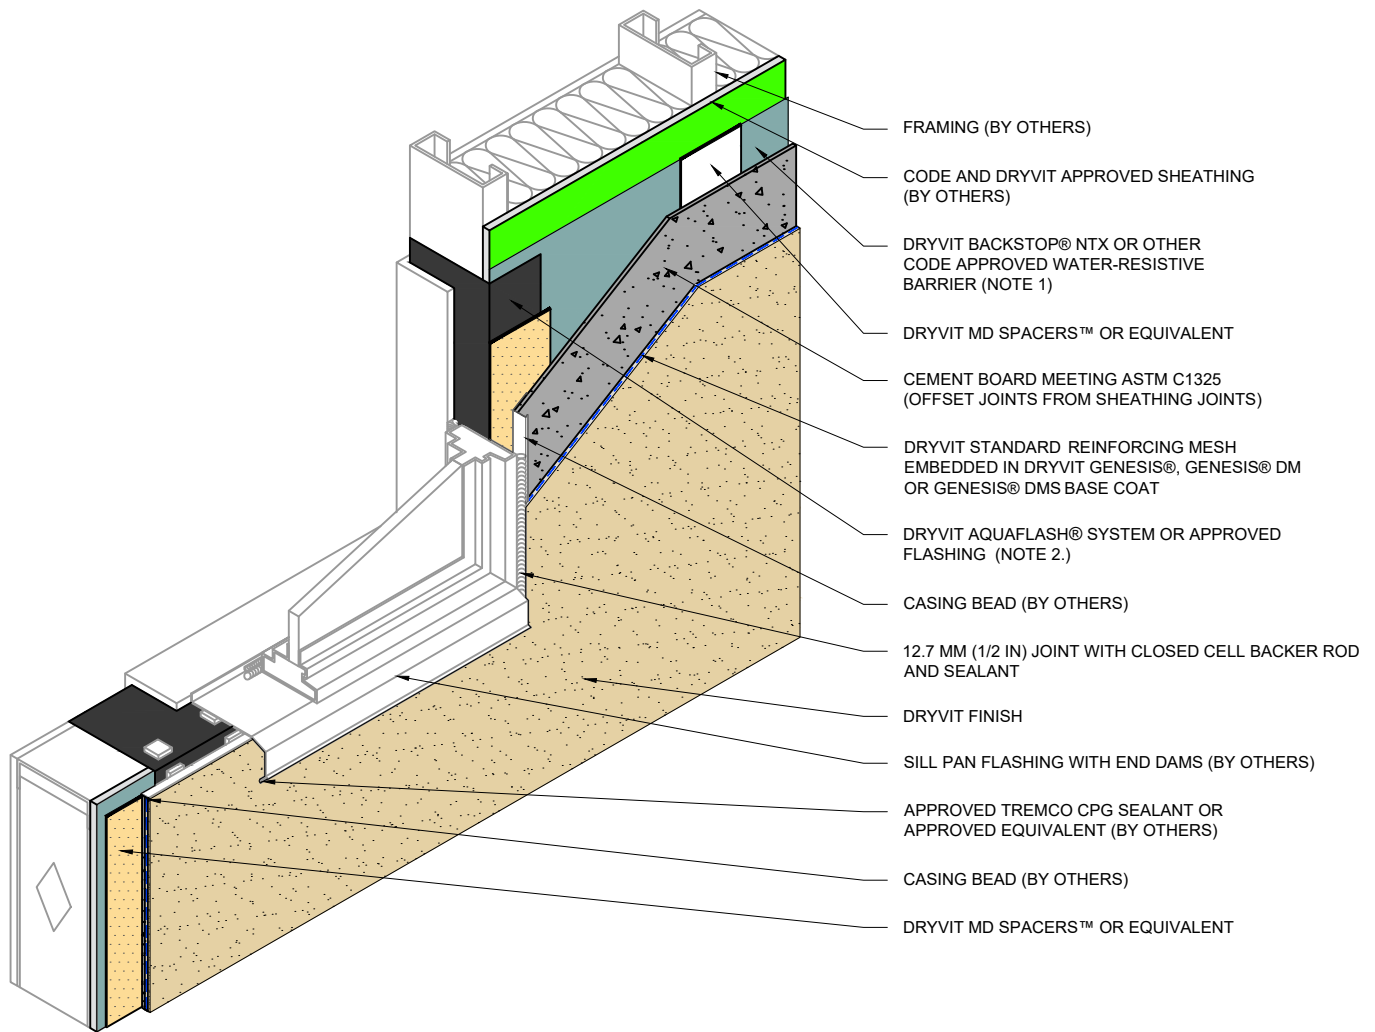 FRAMING (BY OTHERS)
CODE AND DRYVIT APPROVED SHEATHING
(BY OTHERS)
DRYVIT BACKSTOP® NTX OR OTHER
CODE APPROVED WATER-RESISTIVE
BARRIER (NOTE 1)
DRYVIT MD SPACERS™ OR EQUIVALENT
CEMENT BOARD MEETING ASTM C1325
(OFFSET JOINTS FROM SHEATHING JOINTS)
DRYVIT STANDARD REINFORCING MESH
EMBEDDED IN DRYVIT GENESIS®, GENESIS® DM
OR GENESIS® DMS BASE COAT
DRYVIT AQUAFLASH® SYSTEM OR APPROVED
FLASHING (NOTE 2.)
CASING BEAD (BY OTHERS)
12.7 MM (1/2 IN) JOINT WITH CLOSED CELL BACKER ROD
AND SEALANT
DRYVIT FINISH
SILL PAN FLASHING WITH END DAMS (BY OTHERS)
APPROVED TREMCO CPG SEALANT OR
APPROVED EQUIVALENT (BY OTHERS)
CASING BEAD (BY OTHERS)
DRYVIT MD SPACERS™ OR EQUIVALENT